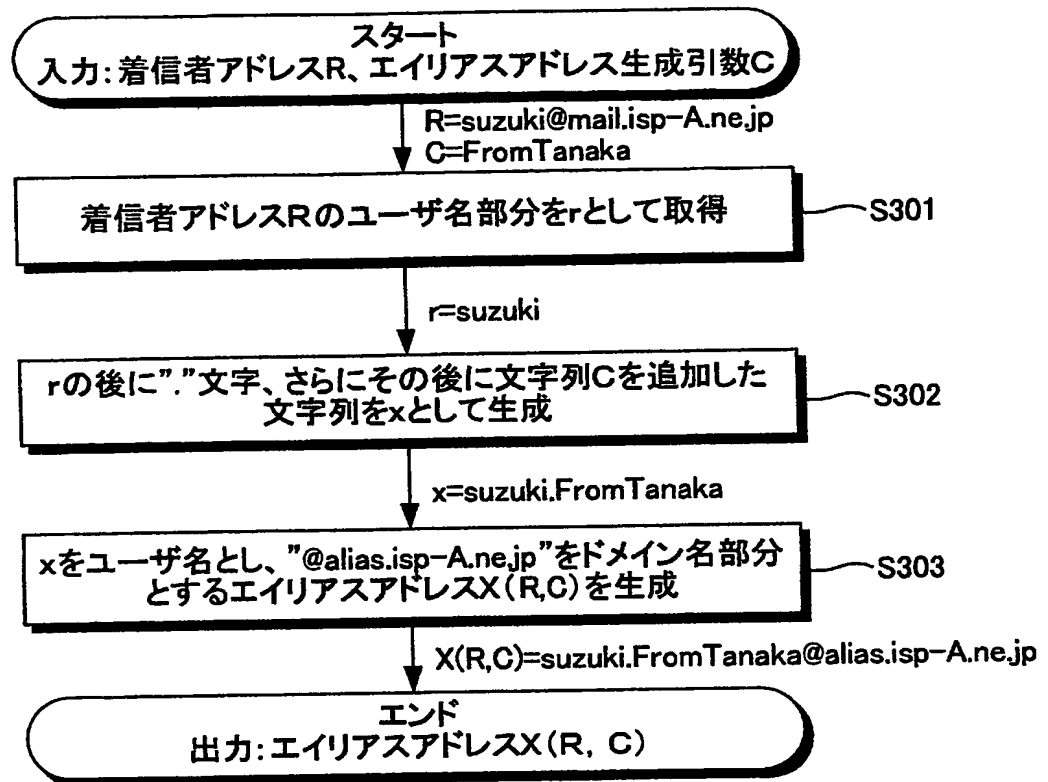 スタート
入力:着信者アドレスR、エイリアスアドレス生成引数C
R=suzuki@mail.isp-A.ne.jp
C=FromTanaka
着信者アドレスRのユーザ名部分をrとして取得
S301
r=suzuki
rの後に"."文字、さらにその後に文字列Cを追加した
文字列をxとして生成
S302
x=suzuki.FromTanaka
xをユーザ名とし、"@alias.isp-A.ne.jp"をドメイン名部分
とするエイリアスアドレスX(R,C)を生成
S303
X(R,C)=suzuki.FromTanaka@alias.isp-A.ne.jp
エンド
出力:エイリアスアドレスX(R, C)